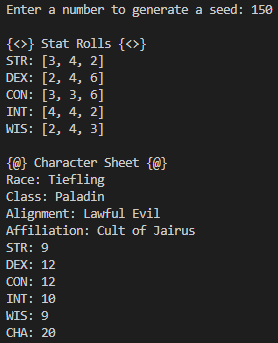 Enter a number to generate a seed: 150
{<>} Stat Rolls {<>}
STR: [3, 4, 2]
DEX: [2, 4, 6]
CON: [3, 3, 6]
INT: [4, 4, 2]
WIS: [2, 4, 3]
{@} Character Sheet {@}
Race: Tiefling
Class: Paladin
Alignment: Lawful Evil
Affiliation: Cult of Jairus
STR: 9
DEX: 12
CON: 12
INT: 10
WIS: 9
CHA: 20